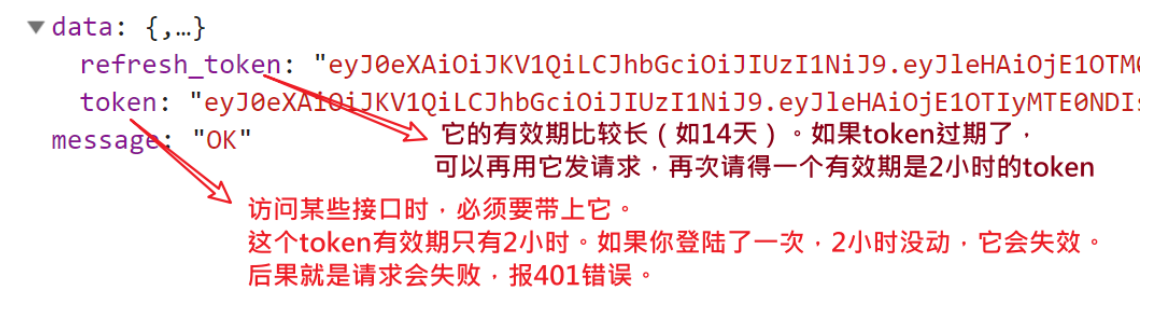 ▼data: {,…}
refresh_token: "eyJ0eXAiOiJKV1QiLCJhbGciOiJIUzI1NiJ9.eyJleHAiOjE1OTM
token: "eyJ0eXAiOiJKV1QiLCJhbGciOiJIUzI1NiJ9.eyJleHAiOjE1OTIyMTE0NDIs
message: "OK"
它的有效期比较长（如14天）。如果token过期了，
可以再用它发请求，再次请得一个有效期是2小时的token
访问某些接口时，必须要带上它。
这个token有效期只有2小时。如果你登陆了一次，2小时没动，它会失效。
后果就是请求会失败，报401错误。